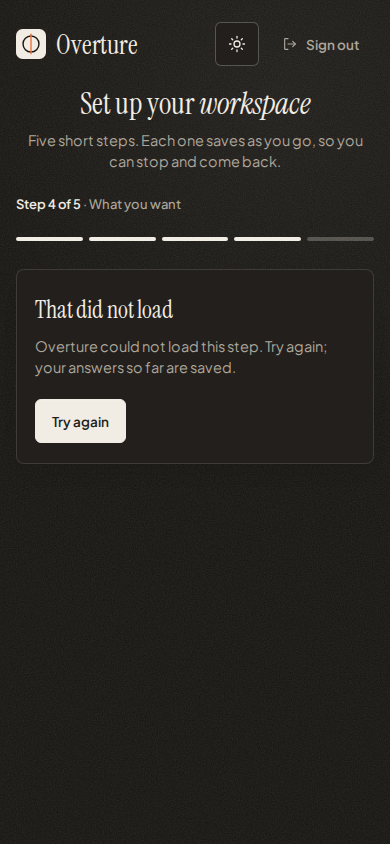 Overture
Sign out
Set up your workspace
Five short steps. Each one saves as you go, so you
can stop and come back.
Step 4 of 5 · What you want
That did not load
Overture could not load this step. Try again;
your answers so far are saved.
Try again